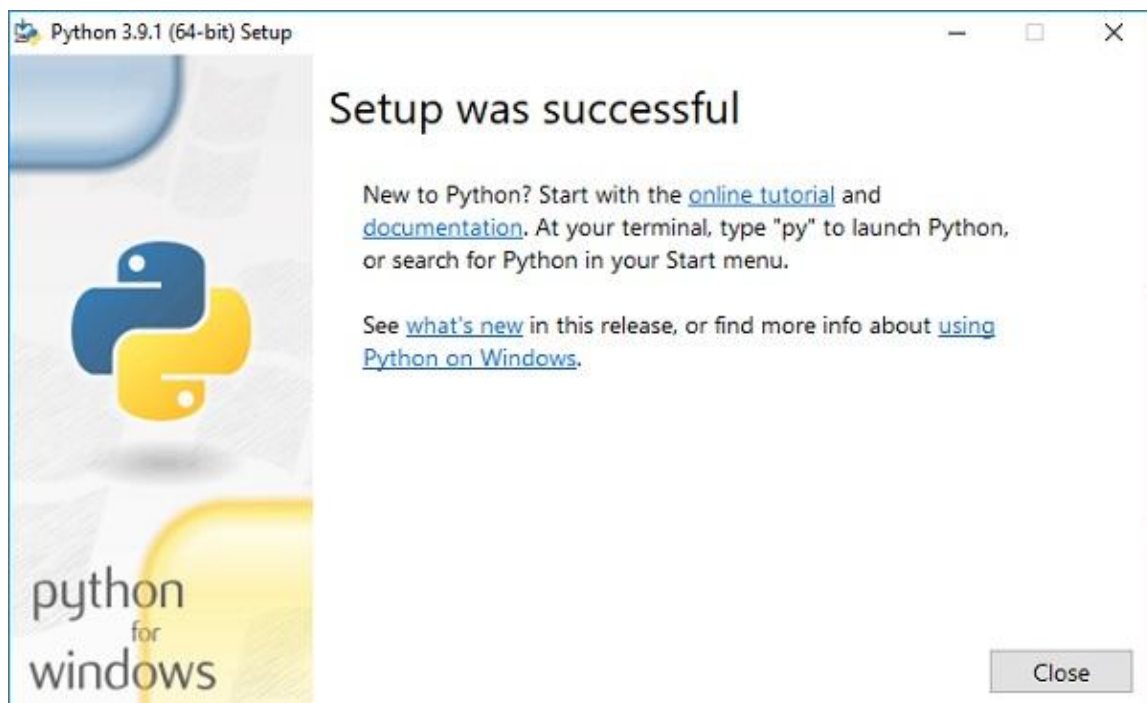 Python 3.9.1 (64-bit) Setup
Setup was successful
New to Python? Start with the online tutorial and
documentation. At your terminal, type "py" to launch Python,
or search for Python in your Start menu.
See what's new in this release, or find more info about using
Python on Windows.
python
for
windows
Close